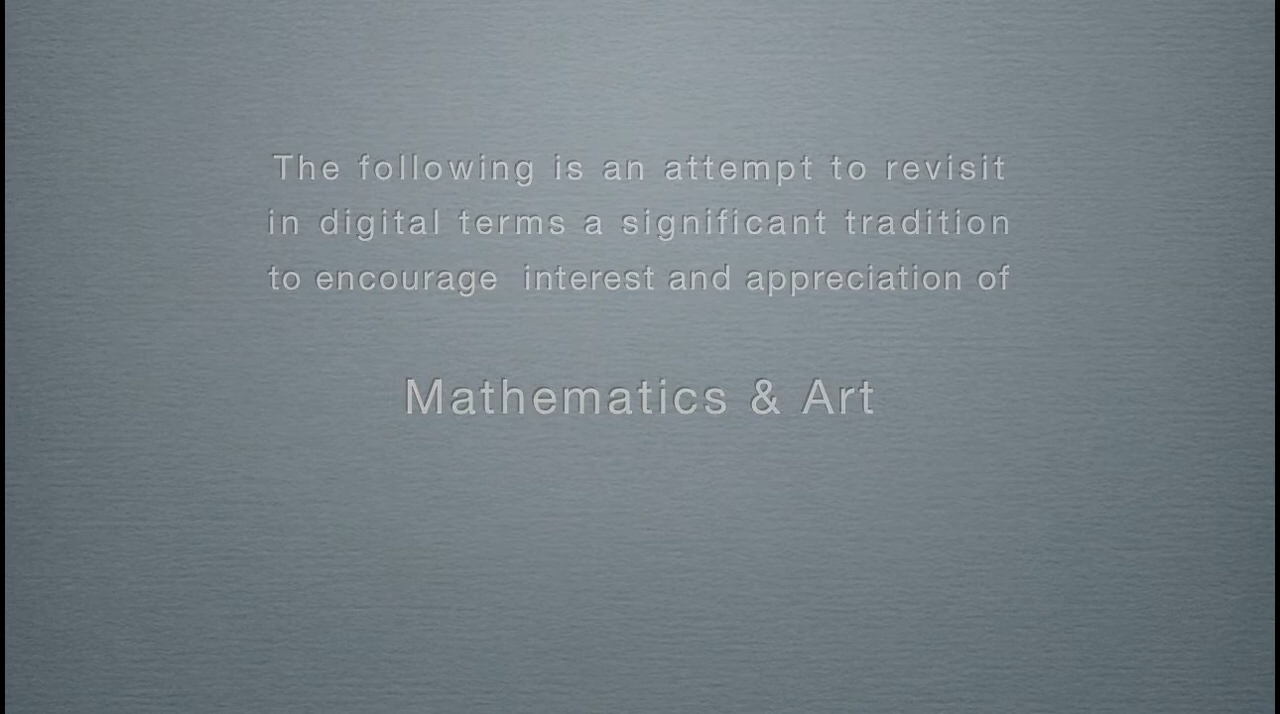 The following is an attempt to revisit
in digital terms a significant tradition
to encourage  interest and appreciation of
Mathematics & Art